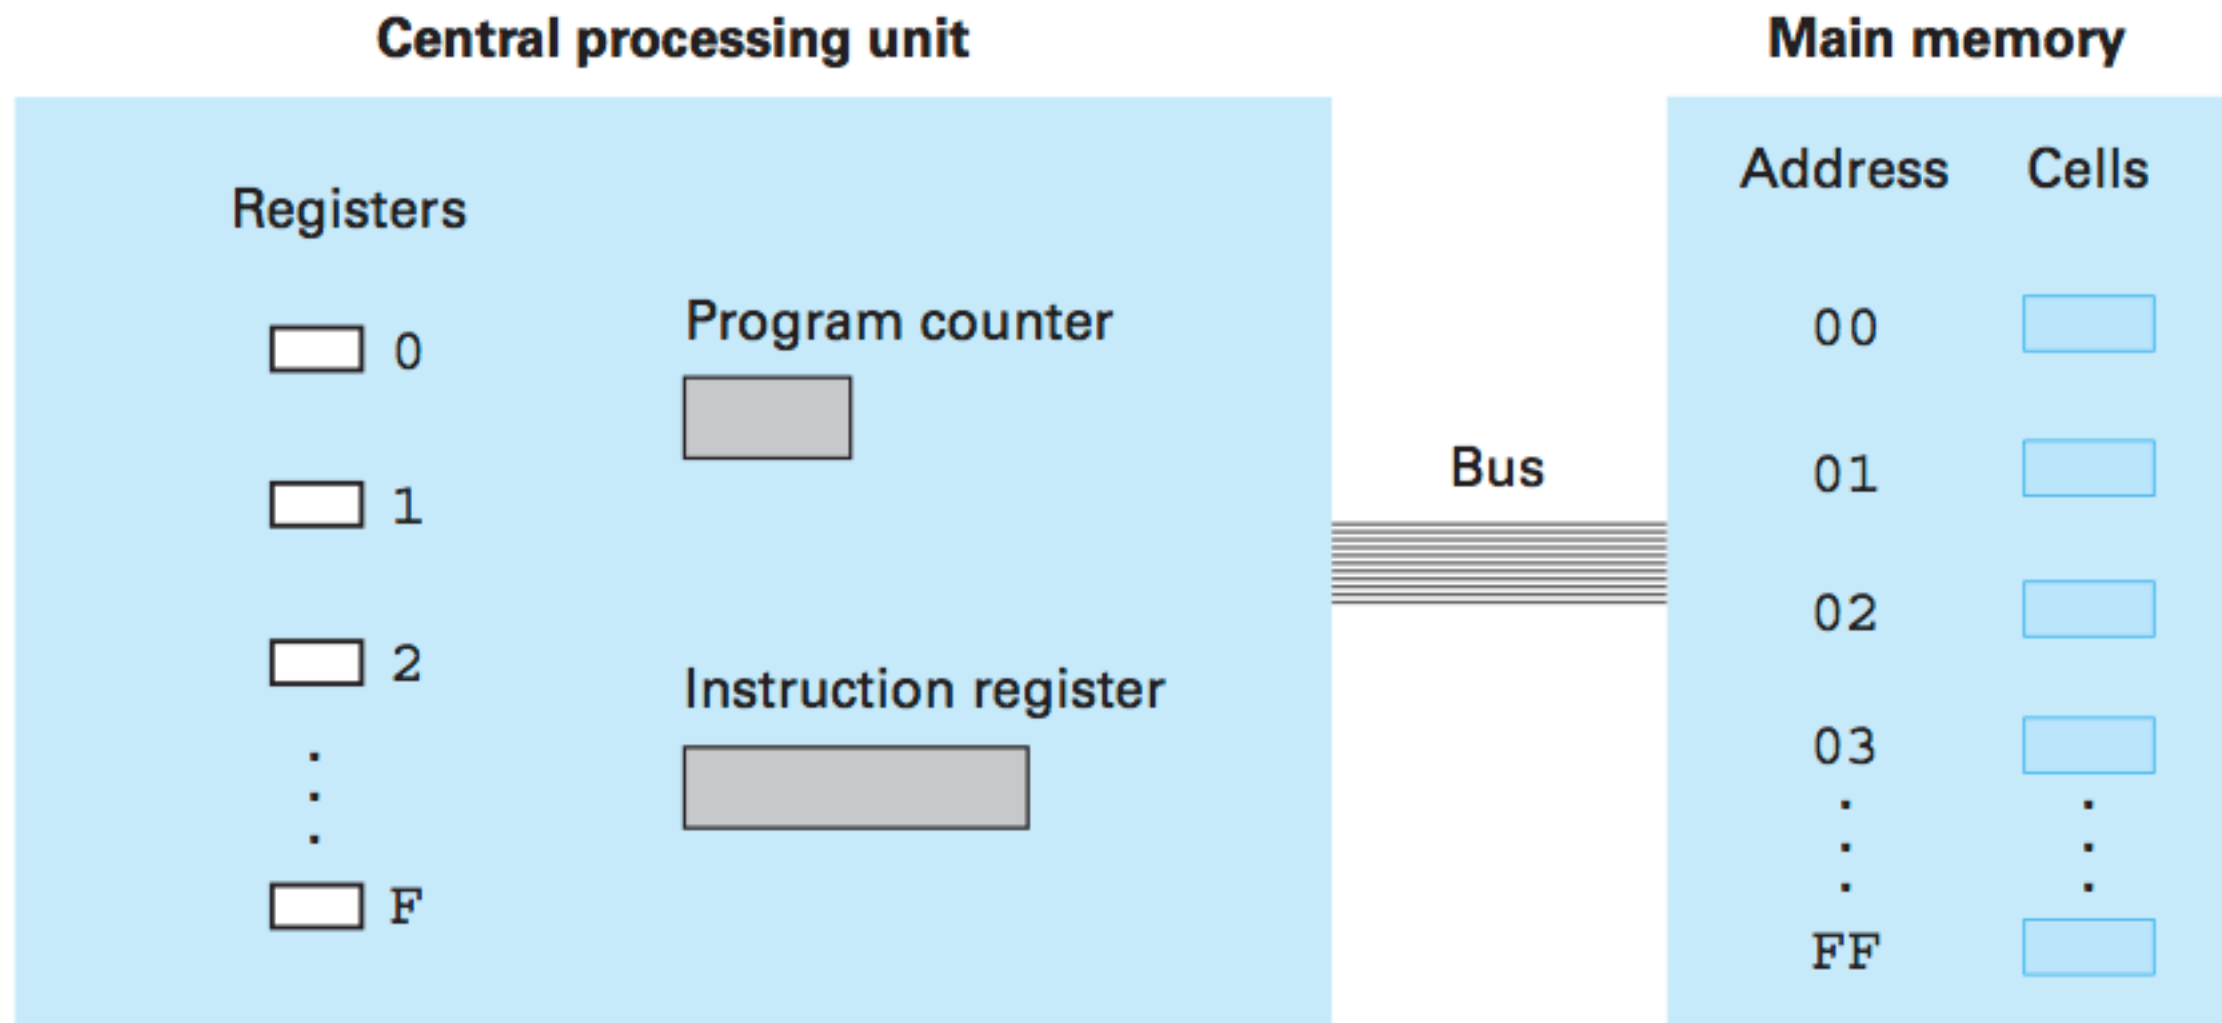 Central processing unit
Main memory
Registers
0
1
2
F
Program counter
Instruction register
Bus
Address Cells
00
01
02
03
FF